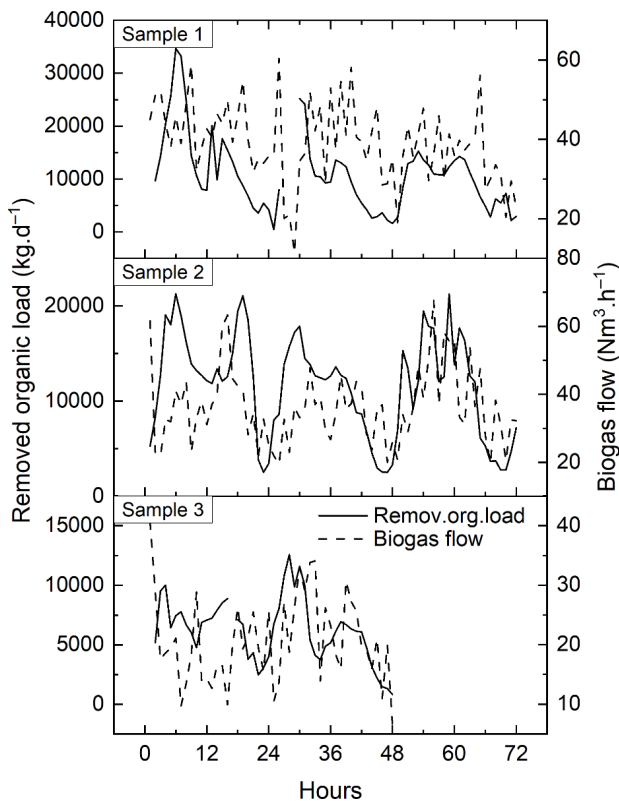 Sample 1
40000
30000
20000
10000
0
60
40
20
Sample 2
20000
10000
0
80
60
40
20
Sample 3
Remov.org.load
Biogas flow
15000
10000
5000
0
40
30
20
10
0 12 24 36 48 60 72
Hours
Removed organic load (kg.d⁻¹)
Biogas flow (Nm³.h⁻¹)